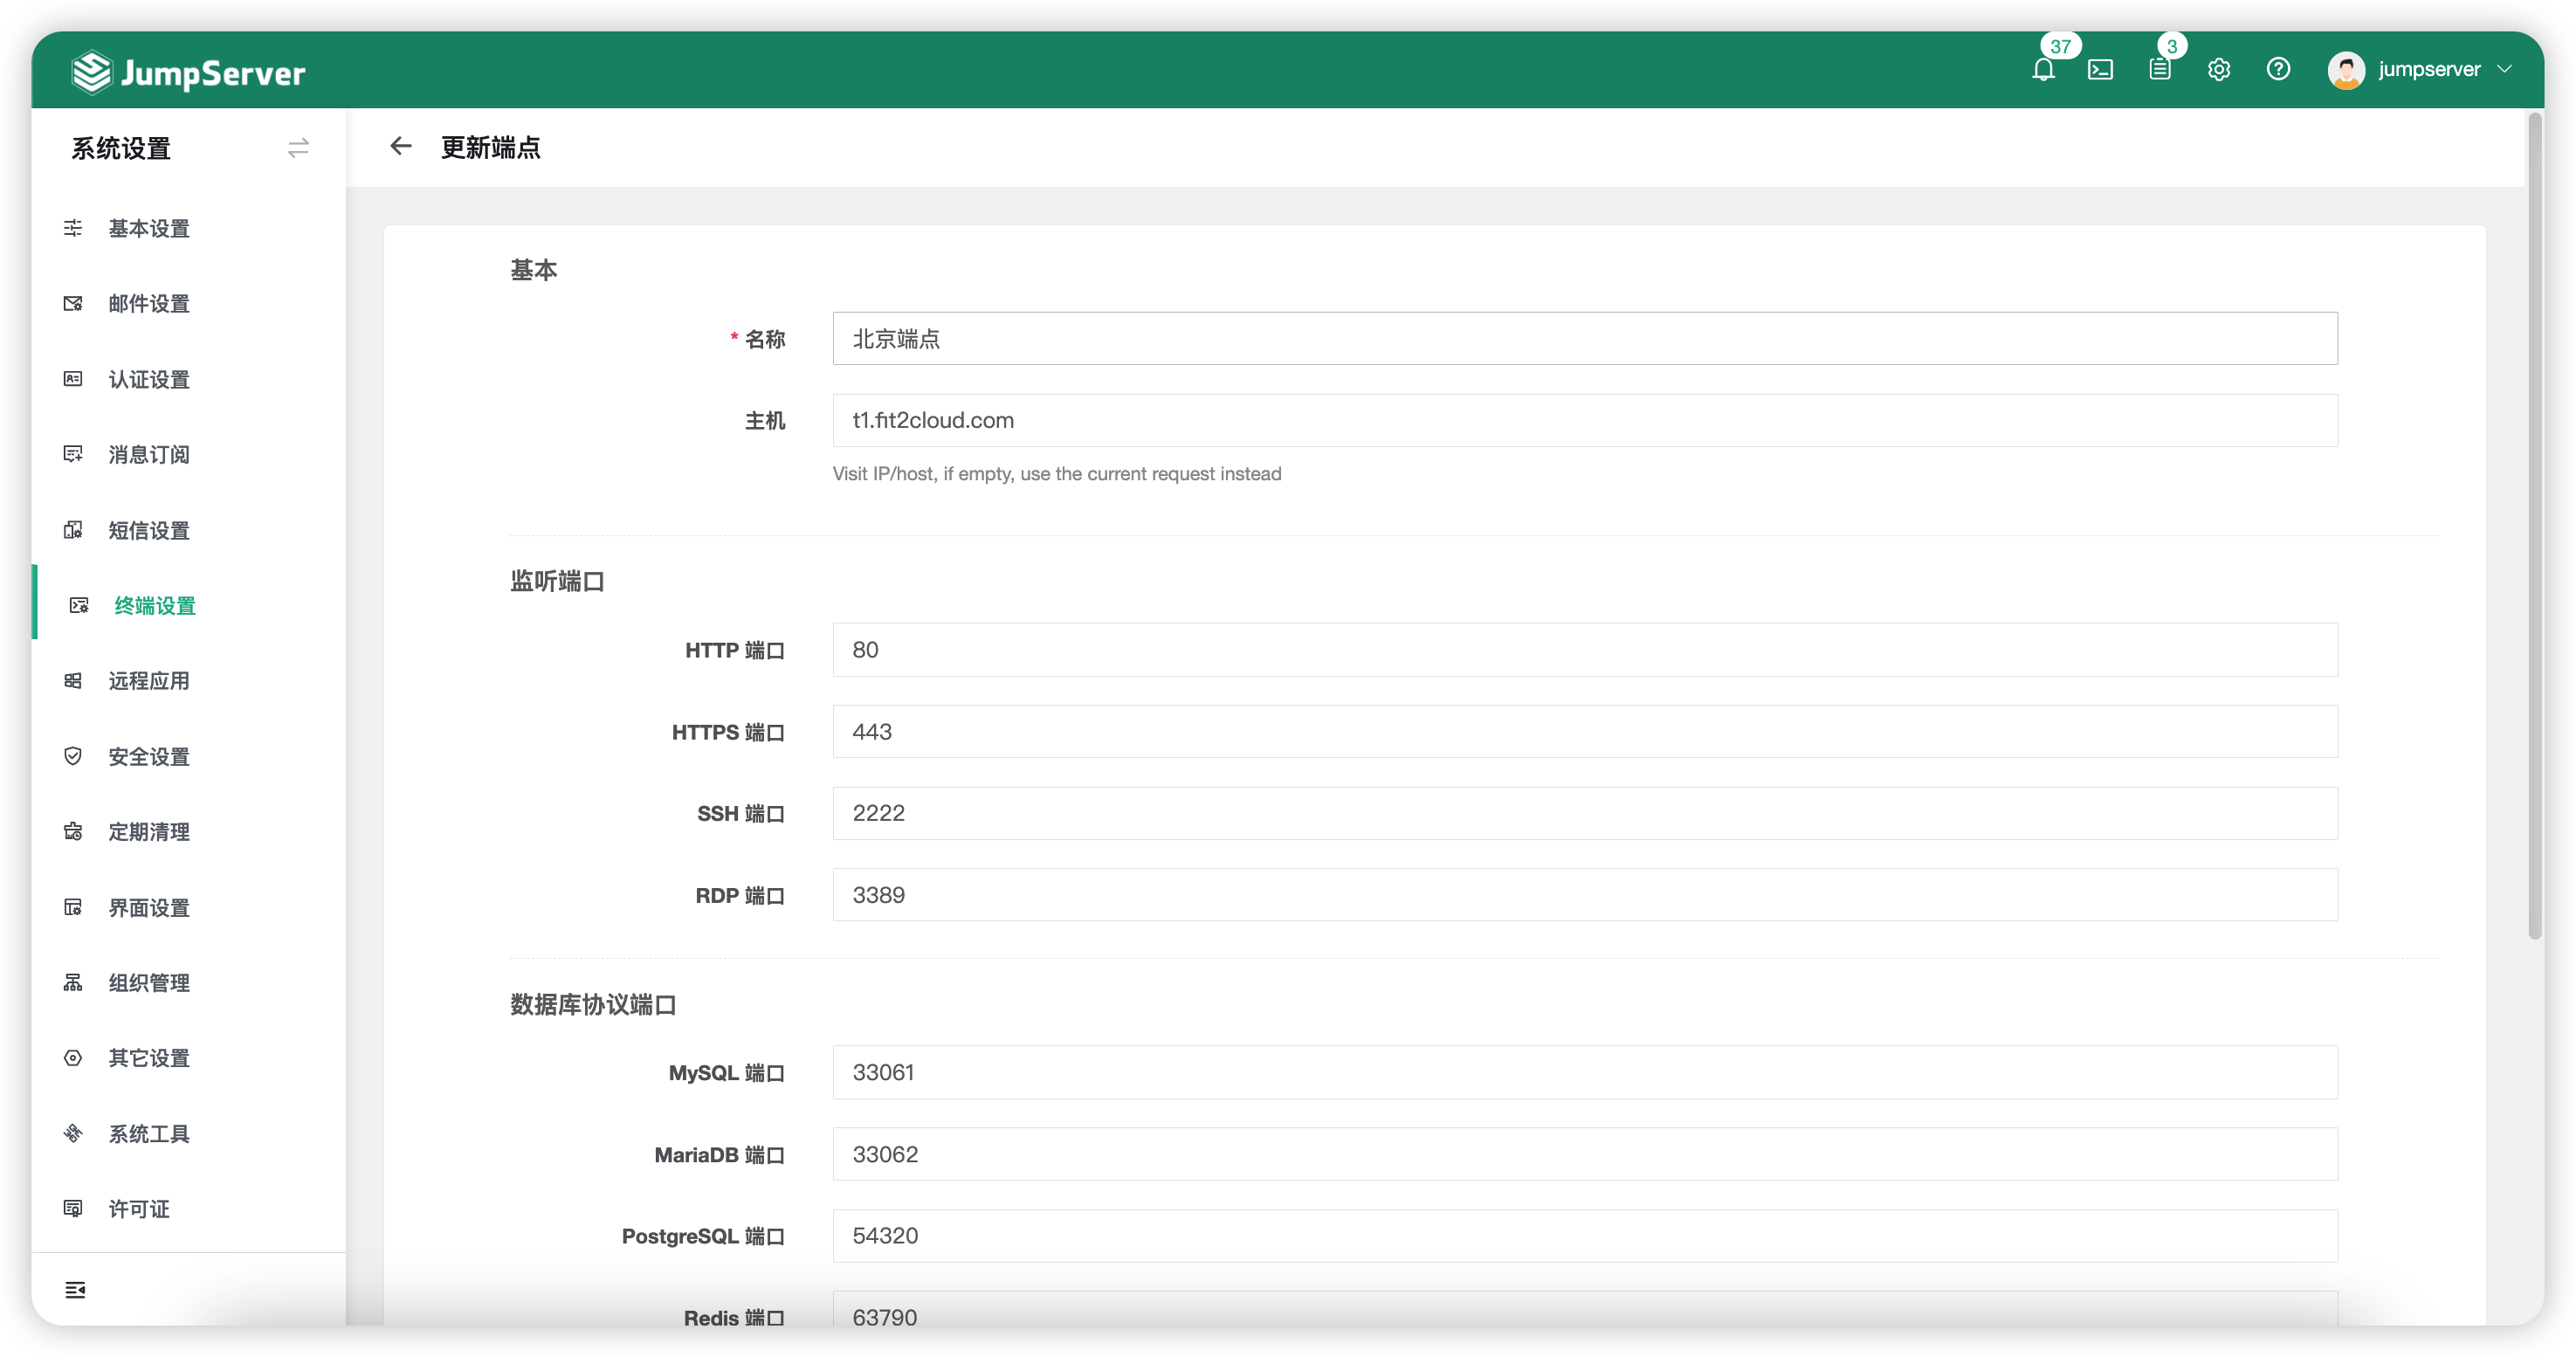 JumpServer
37
3
jumpserver
系统设置
更新端点
基本设置
邮件设置
认证设置
消息订阅
短信设置
终端设置
远程应用
安全设置
定期清理
界面设置
组织管理
其它设置
系统工具
许可证
基本
* 名称 北京端点
主机 t1.fit2cloud.com
Visit IP/host, if empty, use the current request instead
监听端口
HTTP 端口 80
HTTPS 端口 443
SSH 端口 2222
RDP 端口 3389
数据库协议端口
MySQL 端口 33061
MariaDB 端口 33062
PostgreSQL 端口 54320
Redis 端口 63790